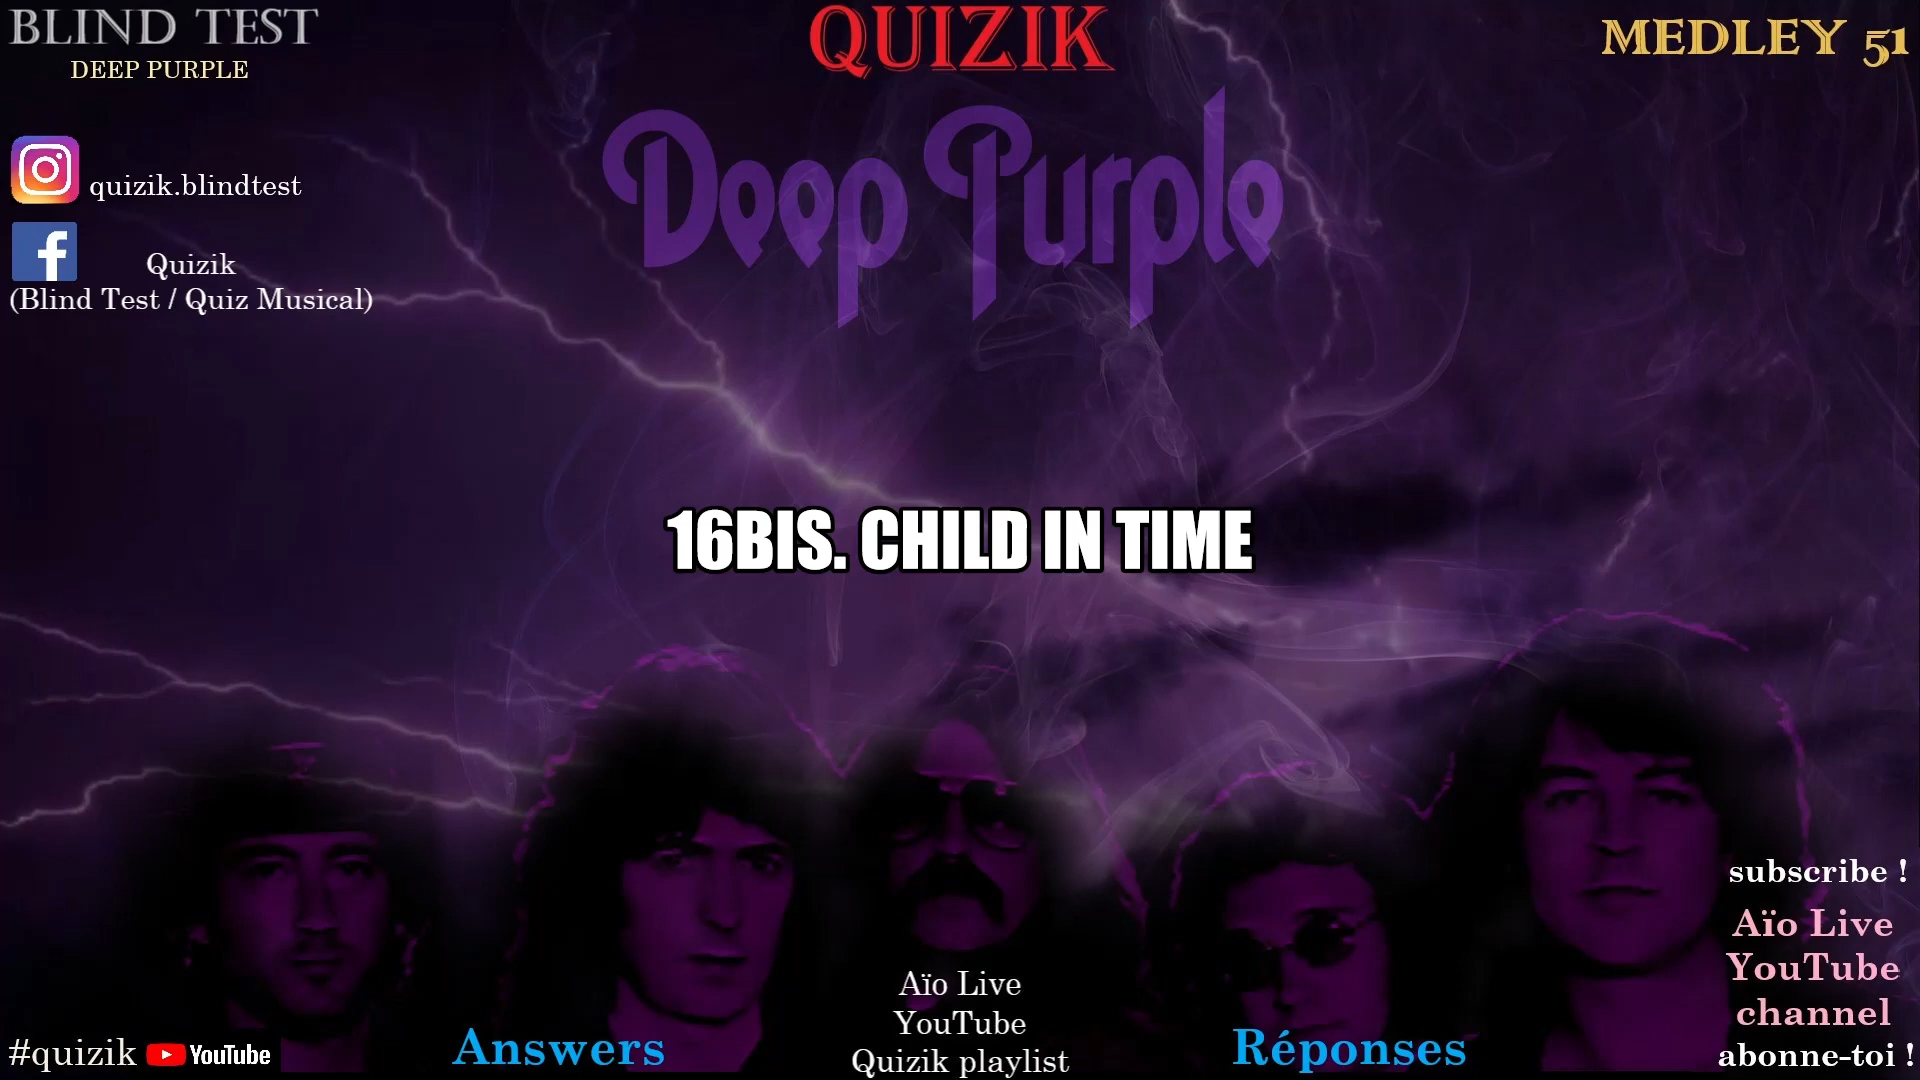 BLIND TEST
DEEP PURPLE
QUIZIK
MEDLEY 51
Deep Purple
quizik.blindtest
Quizik
(Blind Test / Quiz Musical)
16BIS. CHILD IN TIME
subscribe !
Aïo Live
YouTube
channel
abonne-toi !
Aïo Live
YouTube
Quizik playlist
#quizik YouTube
Answers
Réponses